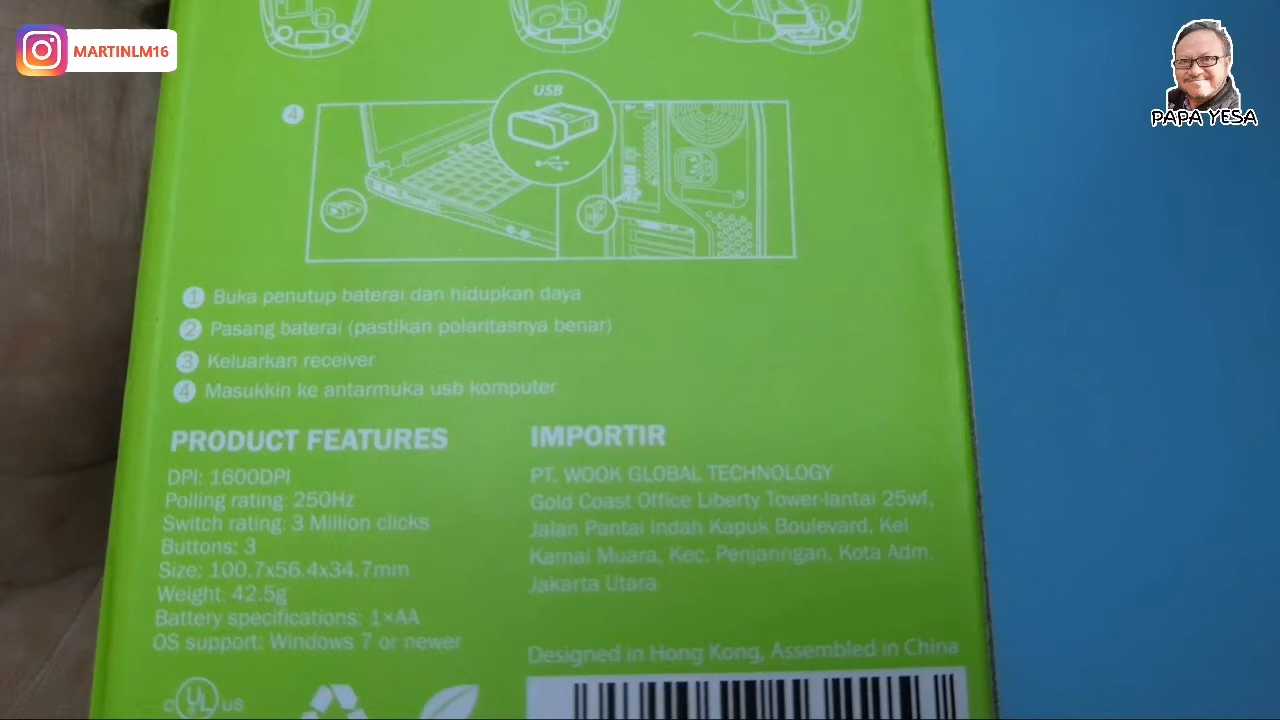 MARTINLM16
PAPA YESA
USB
4
1 Buka penutup baterai dan hidupkan daya
2 Pasang baterai (pastikan polaritasnya benar)
3 Keluarkan receiver
4 Masukkin ke antarmuka usb komputer
PRODUCT FEATURES
DPI: 1600DPI
Polling rating: 250Hz
Switch rating: 3 Million clicks
Buttons: 3
Size: 100.7x56.4x34.7mm
Weight: 42.5g
Battery specifications: 1×AA
OS support: Windows 7 or newer
IMPORTIR
PT. WOOK GLOBAL TECHNOLOGY
Gold Coast Office Liberty Tower-lantai 25wf,
Jalan Pantai Indah Kapuk Boulevard, Kel
Kamal Muara, Kec. Penjaringan, Kota Adm.
Jakarta Utara
Designed in Hong Kong, Assembled in China
c UL US